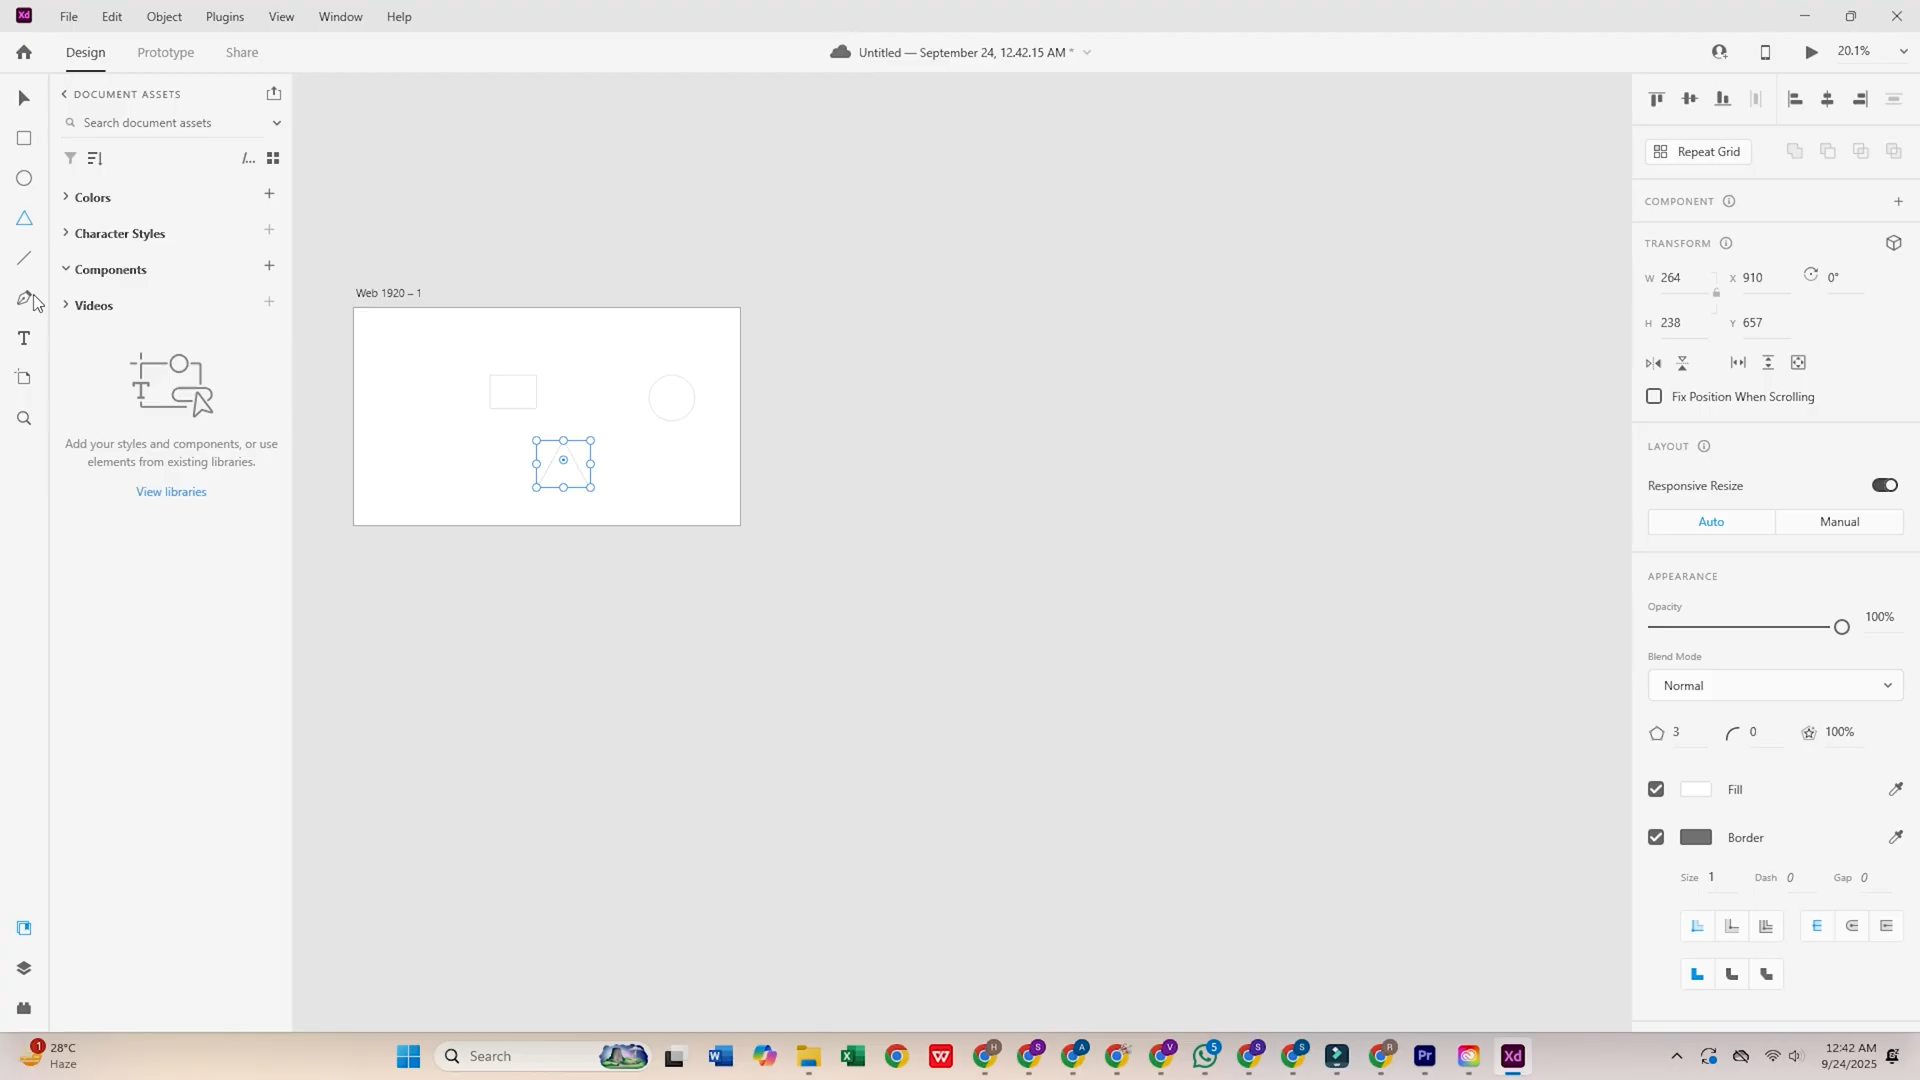 Xd File Edit Object Plugins View Window Help
Design Prototype Share Untitled — September 24, 12.42.15 AM * 20.1%
DOCUMENT ASSETS
Search document assets
/...
Repeat Grid
Colors +
COMPONENT +
Character Styles +
TRANSFORM
Components +
W 264 X 910 0°
Web 1920 – 1
Videos +
H 238 Y 657
T
Fix Position When Scrolling
Add your styles and components, or use
elements from existing libraries.
View libraries
LAYOUT
Responsive Resize
Auto Manual
APPEARANCE
Opacity
100%
Blend Mode
Normal
3 0 100%
Fill
Border
Size 1 Dash 0 Gap 0
1 28°C
Haze
Search
W H S A V 5 S S R Pr Xd
12:42 AM
9/24/2025